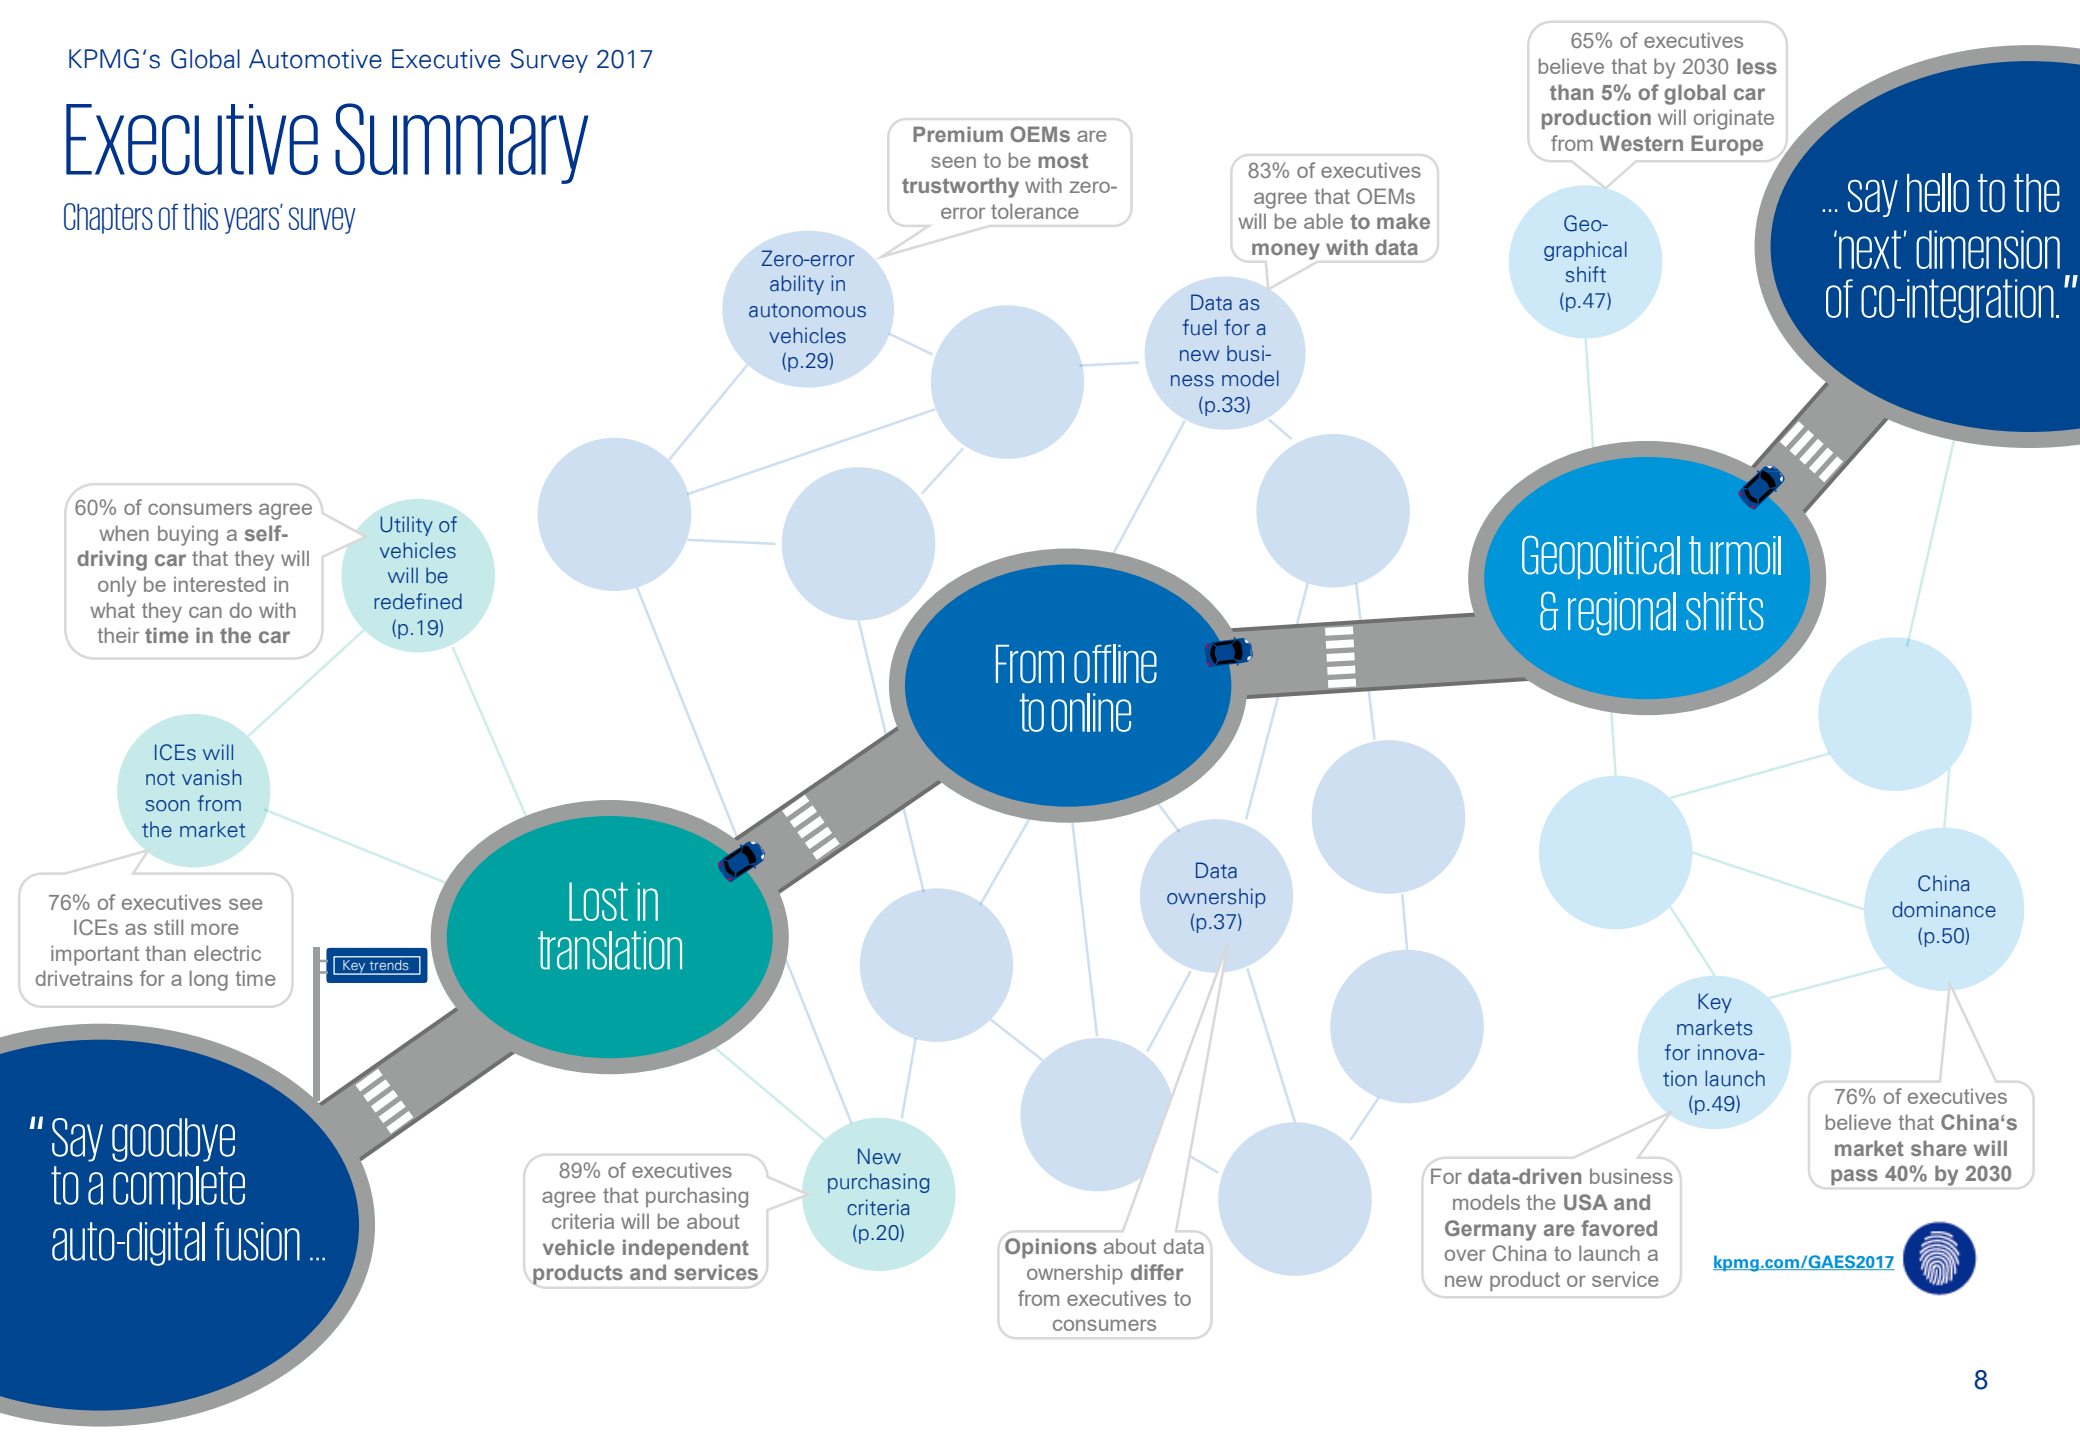 KPMG‘s Global Automotive Executive Survey 2017
Executive Summary
Chapters of this years’ survey
60% of consumers agree
when buying a self-
driving car that they will
only be interested in
what they can do with
their time in the car
Utility of
vehicles
will be
redefined
(p.19)
ICEs will
not vanish
soon from
the market
76% of executives see
ICEs as still more
important than electric
drivetrains for a long time
Key trends
" Say goodbye
to a complete
auto-digital fusion ...
Lost in
translation
89% of executives
agree that purchasing
criteria will be about
vehicle independent
products and services
New
purchasing
criteria
(p.20)
Premium OEMs are
seen to be most
trustworthy with zero-
error tolerance
Zero-error
ability in
autonomous
vehicles
(p.29)
83% of executives
agree that OEMs
will be able to make
money with data
Data as
fuel for a
new busi-
ness model
(p.33)
From offline
to online
Data
ownership
(p.37)
Opinions about data
ownership differ
from executives to
consumers
65% of executives
believe that by 2030 less
than 5% of global car
production will originate
from Western Europe
Geo-
graphical
shift
(p.47)
Geopolitical turmoil
& regional shifts
Key
markets
for innova-
tion launch
(p.49)
For data-driven business
models the USA and
Germany are favored
over China to launch a
new product or service
China
dominance
(p.50)
76% of executives
believe that China‘s
market share will
pass 40% by 2030
... say hello to the
'next' dimension
of co-integration."
kpmg.com/GAES2017
8